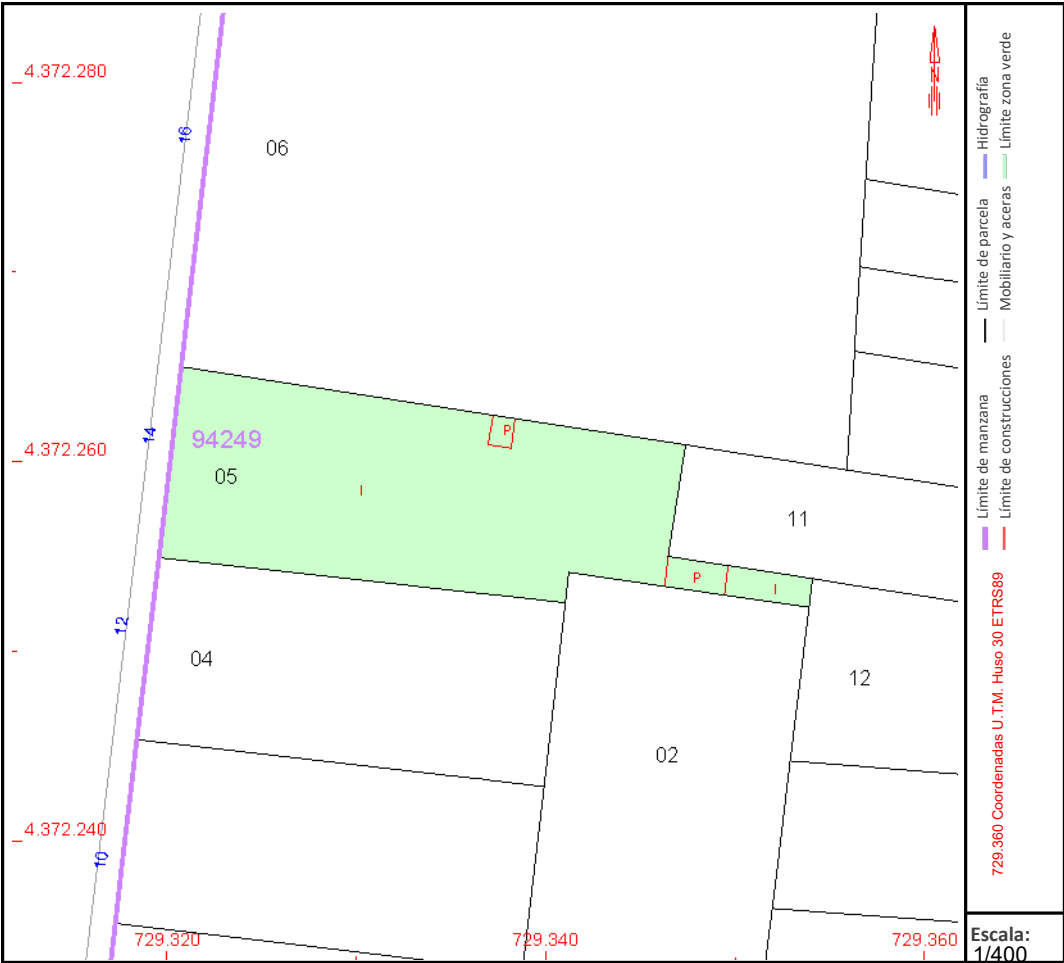 4.372.280
16
06
N
14
94249
4.372.260
05
I
P
11
P
I
12
04
12
02
4.372.240
10
729.320
729.340
729.360
Límite de manzana
Límite de parcela
Hidrografía
Límite de construcciones
Mobiliario y aceras
Límite zona verde
729.360 Coordenadas U.T.M. Huso 30 ETRS89
Escala:
1/400